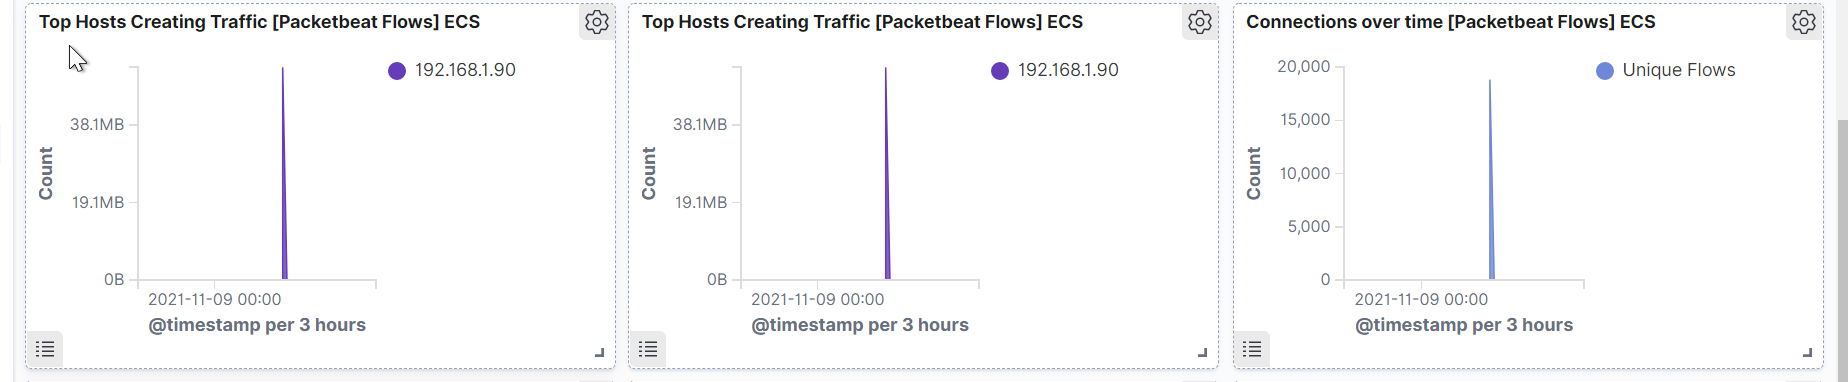 Top Hosts Creating Traffic [Packetbeat Flows] ECS
192.168.1.90
38.1MB
19.1MB
0B
Count
2021-11-09 00:00
@timestamp per 3 hours
Top Hosts Creating Traffic [Packetbeat Flows] ECS
192.168.1.90
38.1MB
19.1MB
0B
Count
2021-11-09 00:00
@timestamp per 3 hours
Connections over time [Packetbeat Flows] ECS
Unique Flows
20,000
15,000
10,000
5,000
0
Count
2021-11-09 00:00
@timestamp per 3 hours